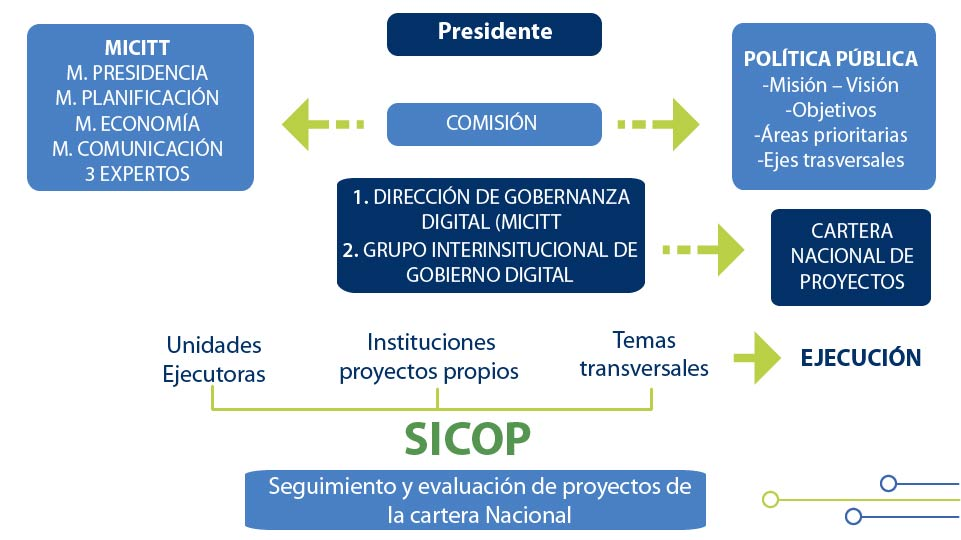 Presidente
MICITT
M. PRESIDENCIA
M. PLANIFICACIÓN
M. ECONOMÍA
M. COMUNICACIÓN
3 EXPERTOS
COMISIÓN
POLÍTICA PÚBLICA
-Misión – Visión
-Objetivos
-Áreas prioritarias
-Ejes trasversales
1. DIRECCIÓN DE GOBERNANZA
DIGITAL (MICITT
2. GRUPO INTERINSITUCIONAL DE
GOBIERNO DIGITAL
CARTERA
NACIONAL DE
PROYECTOS
Unidades
Ejecutoras
Instituciones
proyectos propios
Temas
transversales
EJECUCIÓN
SICOP
Seguimiento y evaluación de proyectos de
la cartera Nacional